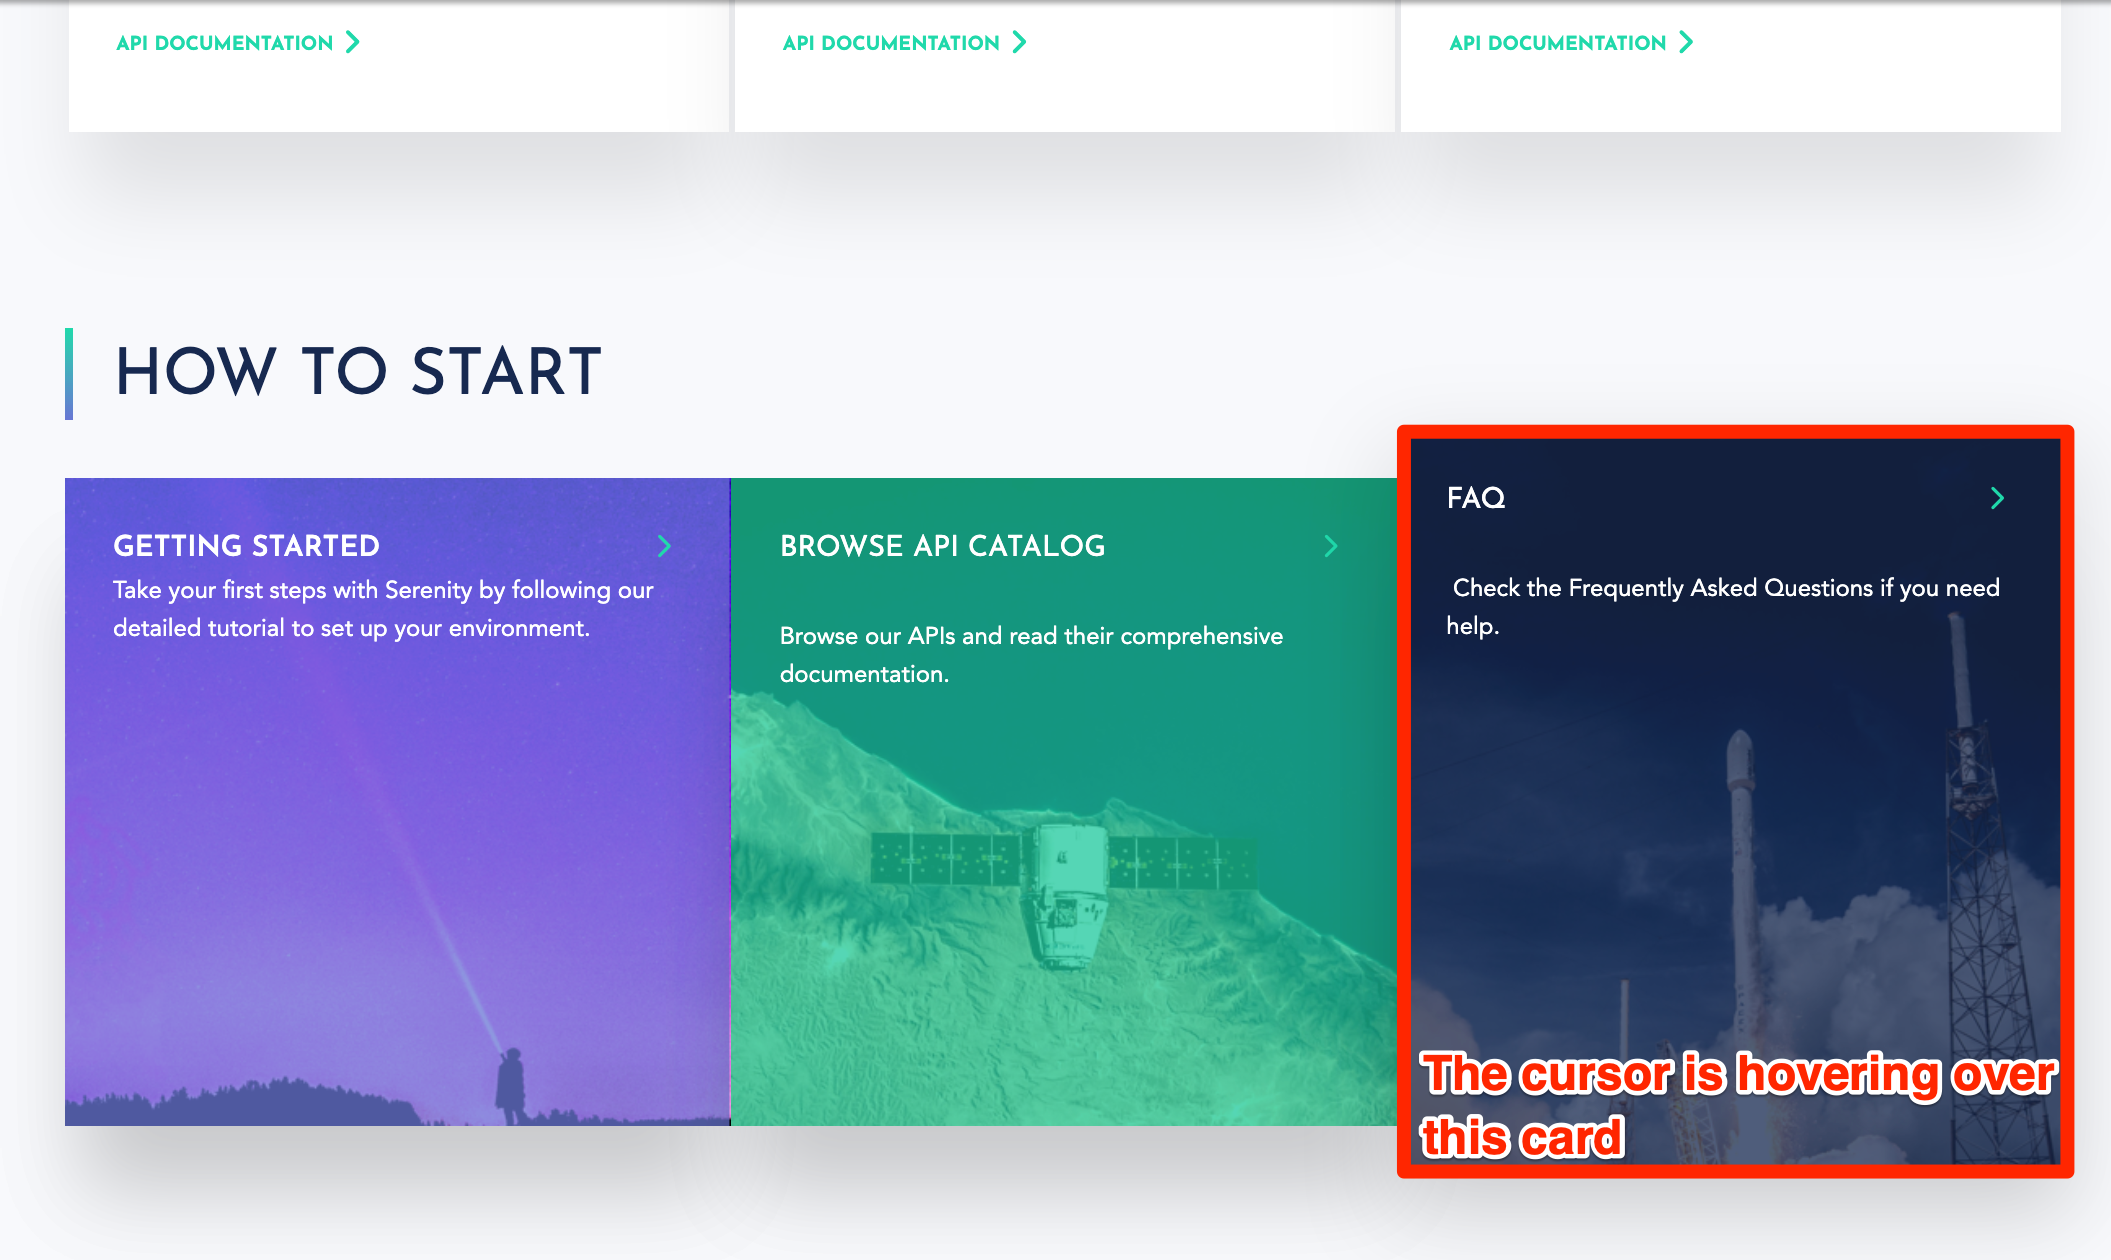 API DOCUMENTATION
API DOCUMENTATION
API DOCUMENTATION
HOW TO START
GETTING STARTED
Take your first steps with Serenity by following our
detailed tutorial to set up your environment.
BROWSE API CATALOG
Browse our APIs and read their comprehensive
documentation.
FAQ
Check the Frequently Asked Questions if you need
help.
The cursor is hovering over
this card